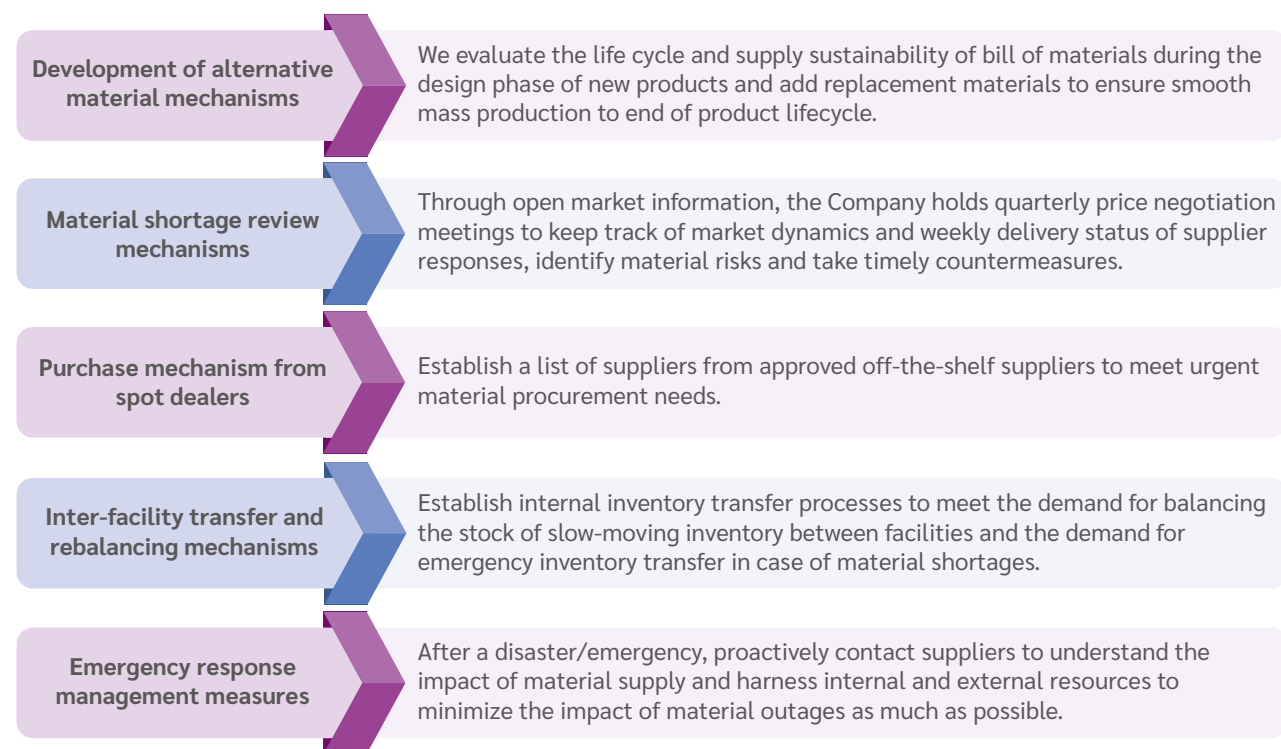 Development of alternative
material mechanisms
We evaluate the life cycle and supply sustainability of bill of materials during the
design phase of new products and add replacement materials to ensure smooth
mass production to end of product lifecycle.
Material shortage review
mechanisms
Through open market information, the Company holds quarterly price negotiation
meetings to keep track of market dynamics and weekly delivery status of supplier
responses, identify material risks and take timely countermeasures.
Purchase mechanism from
spot dealers
Establish a list of suppliers from approved off-the-shelf suppliers to meet urgent
material procurement needs.
Inter-facility transfer and
rebalancing mechanisms
Establish internal inventory transfer processes to meet the demand for balancing
the stock of slow-moving inventory between facilities and the demand for
emergency inventory transfer in case of material shortages.
Emergency response
management measures
After a disaster/emergency, proactively contact suppliers to understand the
impact of material supply and harness internal and external resources to
minimize the impact of material outages as much as possible.